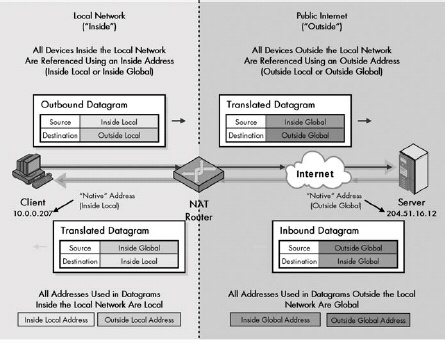 Local Network
("Inside")
Public Internet
("Outside")
All Devices Inside the Local Network
Are Referenced Using an Inside Address
(Inside Local or Inside Global)
All Devices Outside the Local Network
Are Referenced Using an Outside Address
(Outside Local or Outside Global)
Outbound Datagram
Source Inside Local
Destination Outside Local
Translated Datagram
Source Inside Global
Destination Outside Global
Internet
Client
10.0.0.207
"Native" Address
(Inside Local)
NAT
Router
"Native" Address
(Outside Global)
Server
204.51.16.12
Translated Datagram
Source Inside Global
Destination Inside Local
Inbound Datagram
Source Outside Global
Destination Inside Global
All Addresses Used in Datagrams
Inside the Local Network Are Local
Inside Local Address
Outside Local Address
All Addresses Used in Datagrams Outside the Local
Network Are Global
Inside Global Address
Outside Global Address